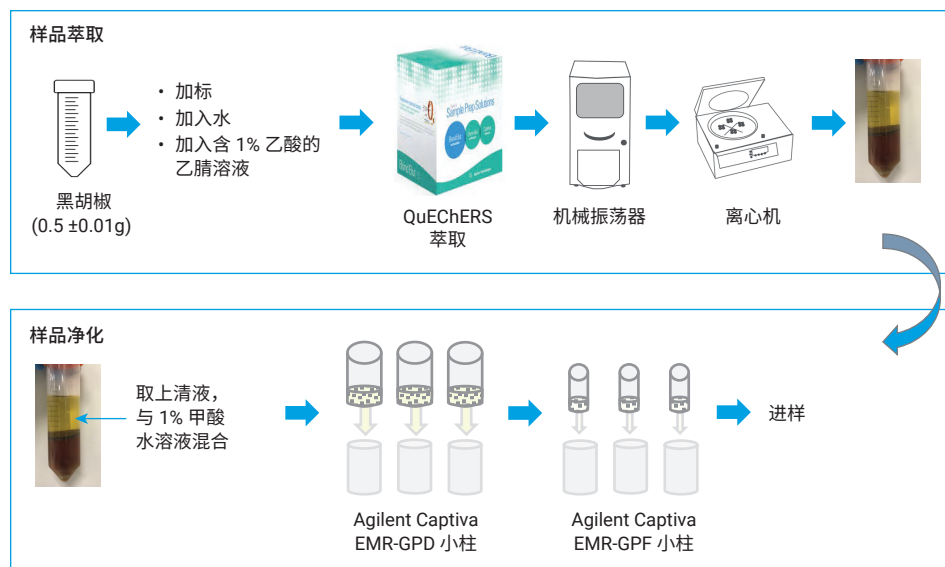 样品萃取
黑胡椒
(0.5 ±0.01g)
· 加标
· 加入水
· 加入含 1% 乙酸的
乙腈溶液
Sample Prep Solutions
QuEChERS
萃取
机械振荡器
离心机
样品净化
取上清液，
与 1% 甲酸
水溶液混合
Agilent Captiva
EMR-GPD 小柱
Agilent Captiva
EMR-GPF 小柱
进样